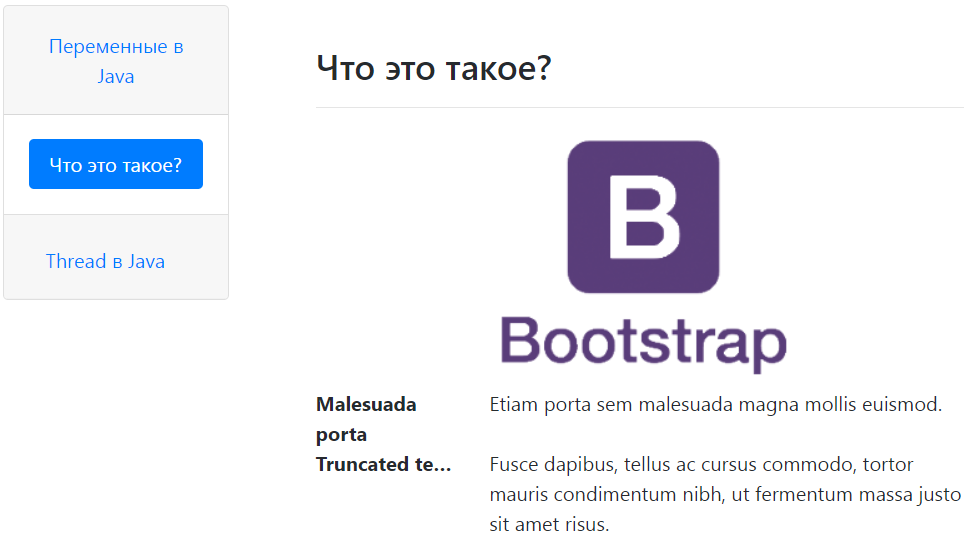 Переменные в
Java
Что это такое?
Thread в Java
Что это такое?
B
Bootstrap
Malesuada
porta
Etiam porta sem malesuada magna mollis euismod.
Truncated te...
Fusce dapibus, tellus ac cursus commodo, tortor
mauris condimentum nibh, ut fermentum massa justo
sit amet risus.